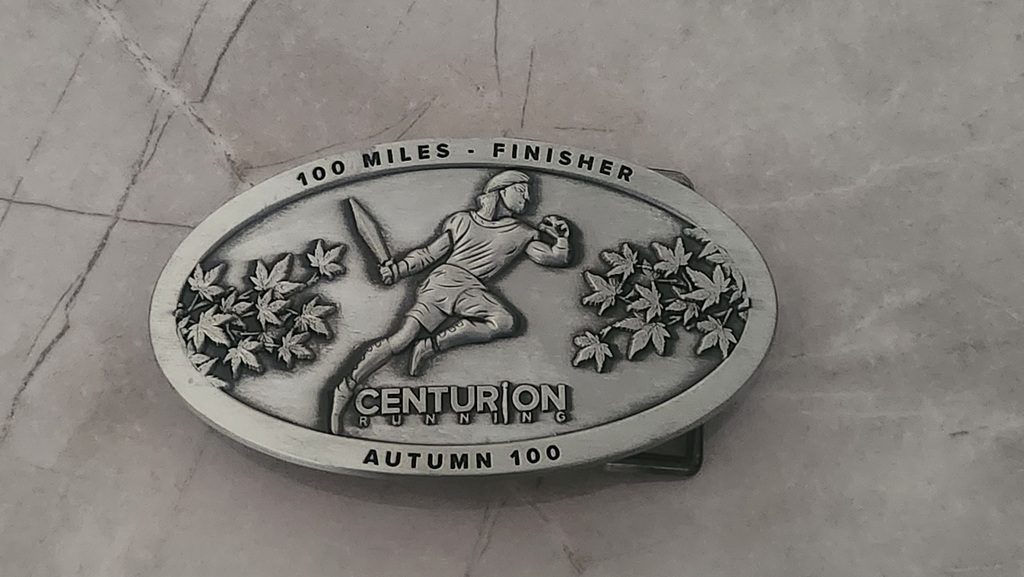 100 MILES - FINISHER
CENTURION
RUNNING
AUTUMN 100